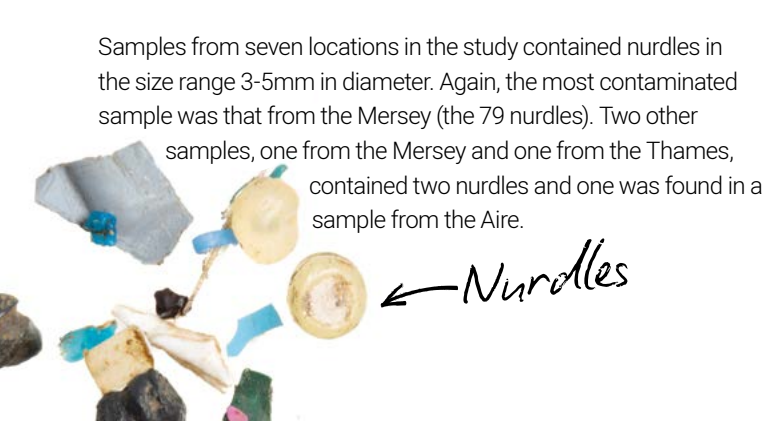 Samples from seven locations in the study contained nurdles in
the size range 3-5mm in diameter. Again, the most contaminated
sample was that from the Mersey (the 79 nurdles). Two other
samples, one from the Mersey and one from the Thames,
contained two nurdles and one was found in a
sample from the Aire.
Nurdles